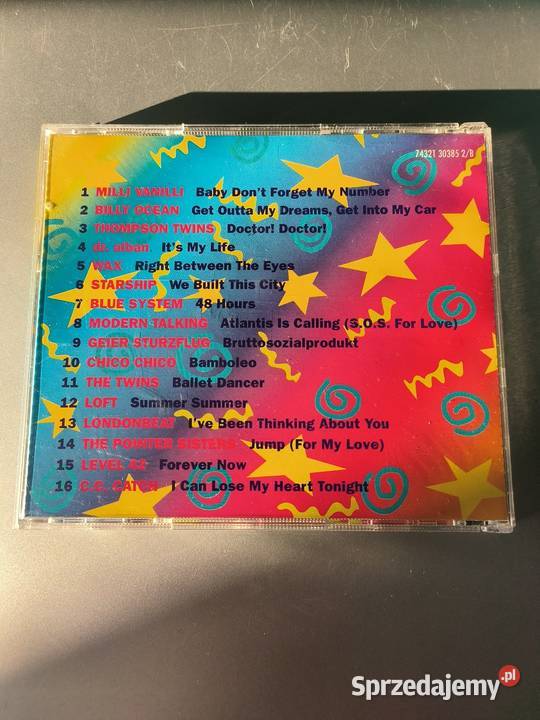 74321 30385 2/B
1 MILLI VANILLI Baby Don't Forget My Number
2 BILLY OCEAN Get Outta My Dreams, Get Into My Car
3 THOMPSON TWINS Doctor! Doctor!
4 dr. alban It's My Life
5 WAX Right Between The Eyes
6 STARSHIP We Built This City
7 BLUE SYSTEM 48 Hours
8 MODERN TALKING Atlantis Is Calling (S.O.S. For Love)
9 GEIER STURZFLUG Bruttosozialprodukt
10 CHICO CHICO Bamboleo
11 THE TWINS Ballet Dancer
12 LOFT Summer Summer
13 LONDONBEAT I've Been Thinking About You
14 THE POINTER SISTERS Jump (For My Love)
15 LEVEL 42 Forever Now
16 C.C. CATCH I Can Lose My Heart Tonight
Sprzedajemy.pl